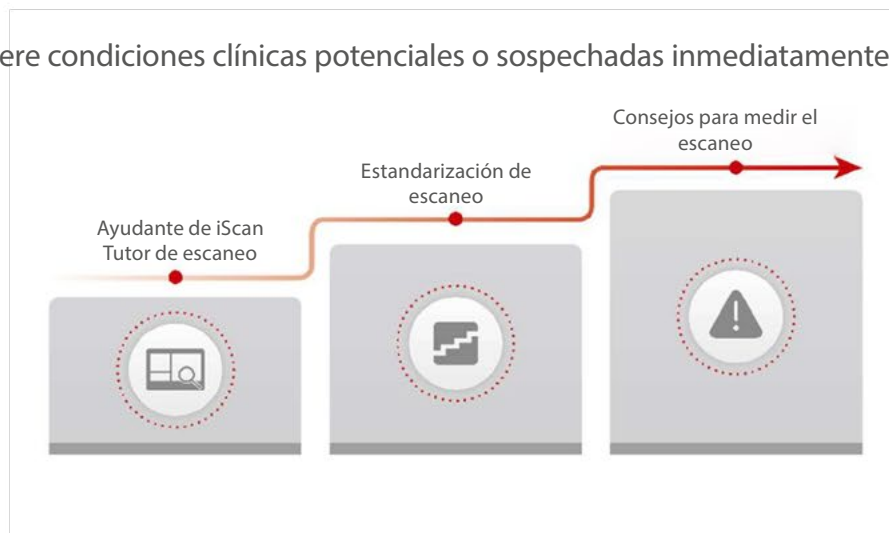 ere condiciones clínicas potenciales o sospechadas inmediatamente
Consejos para medir el
escaneo
Estandarización de
escaneo
Ayudante de iScan
Tutor de escaneo